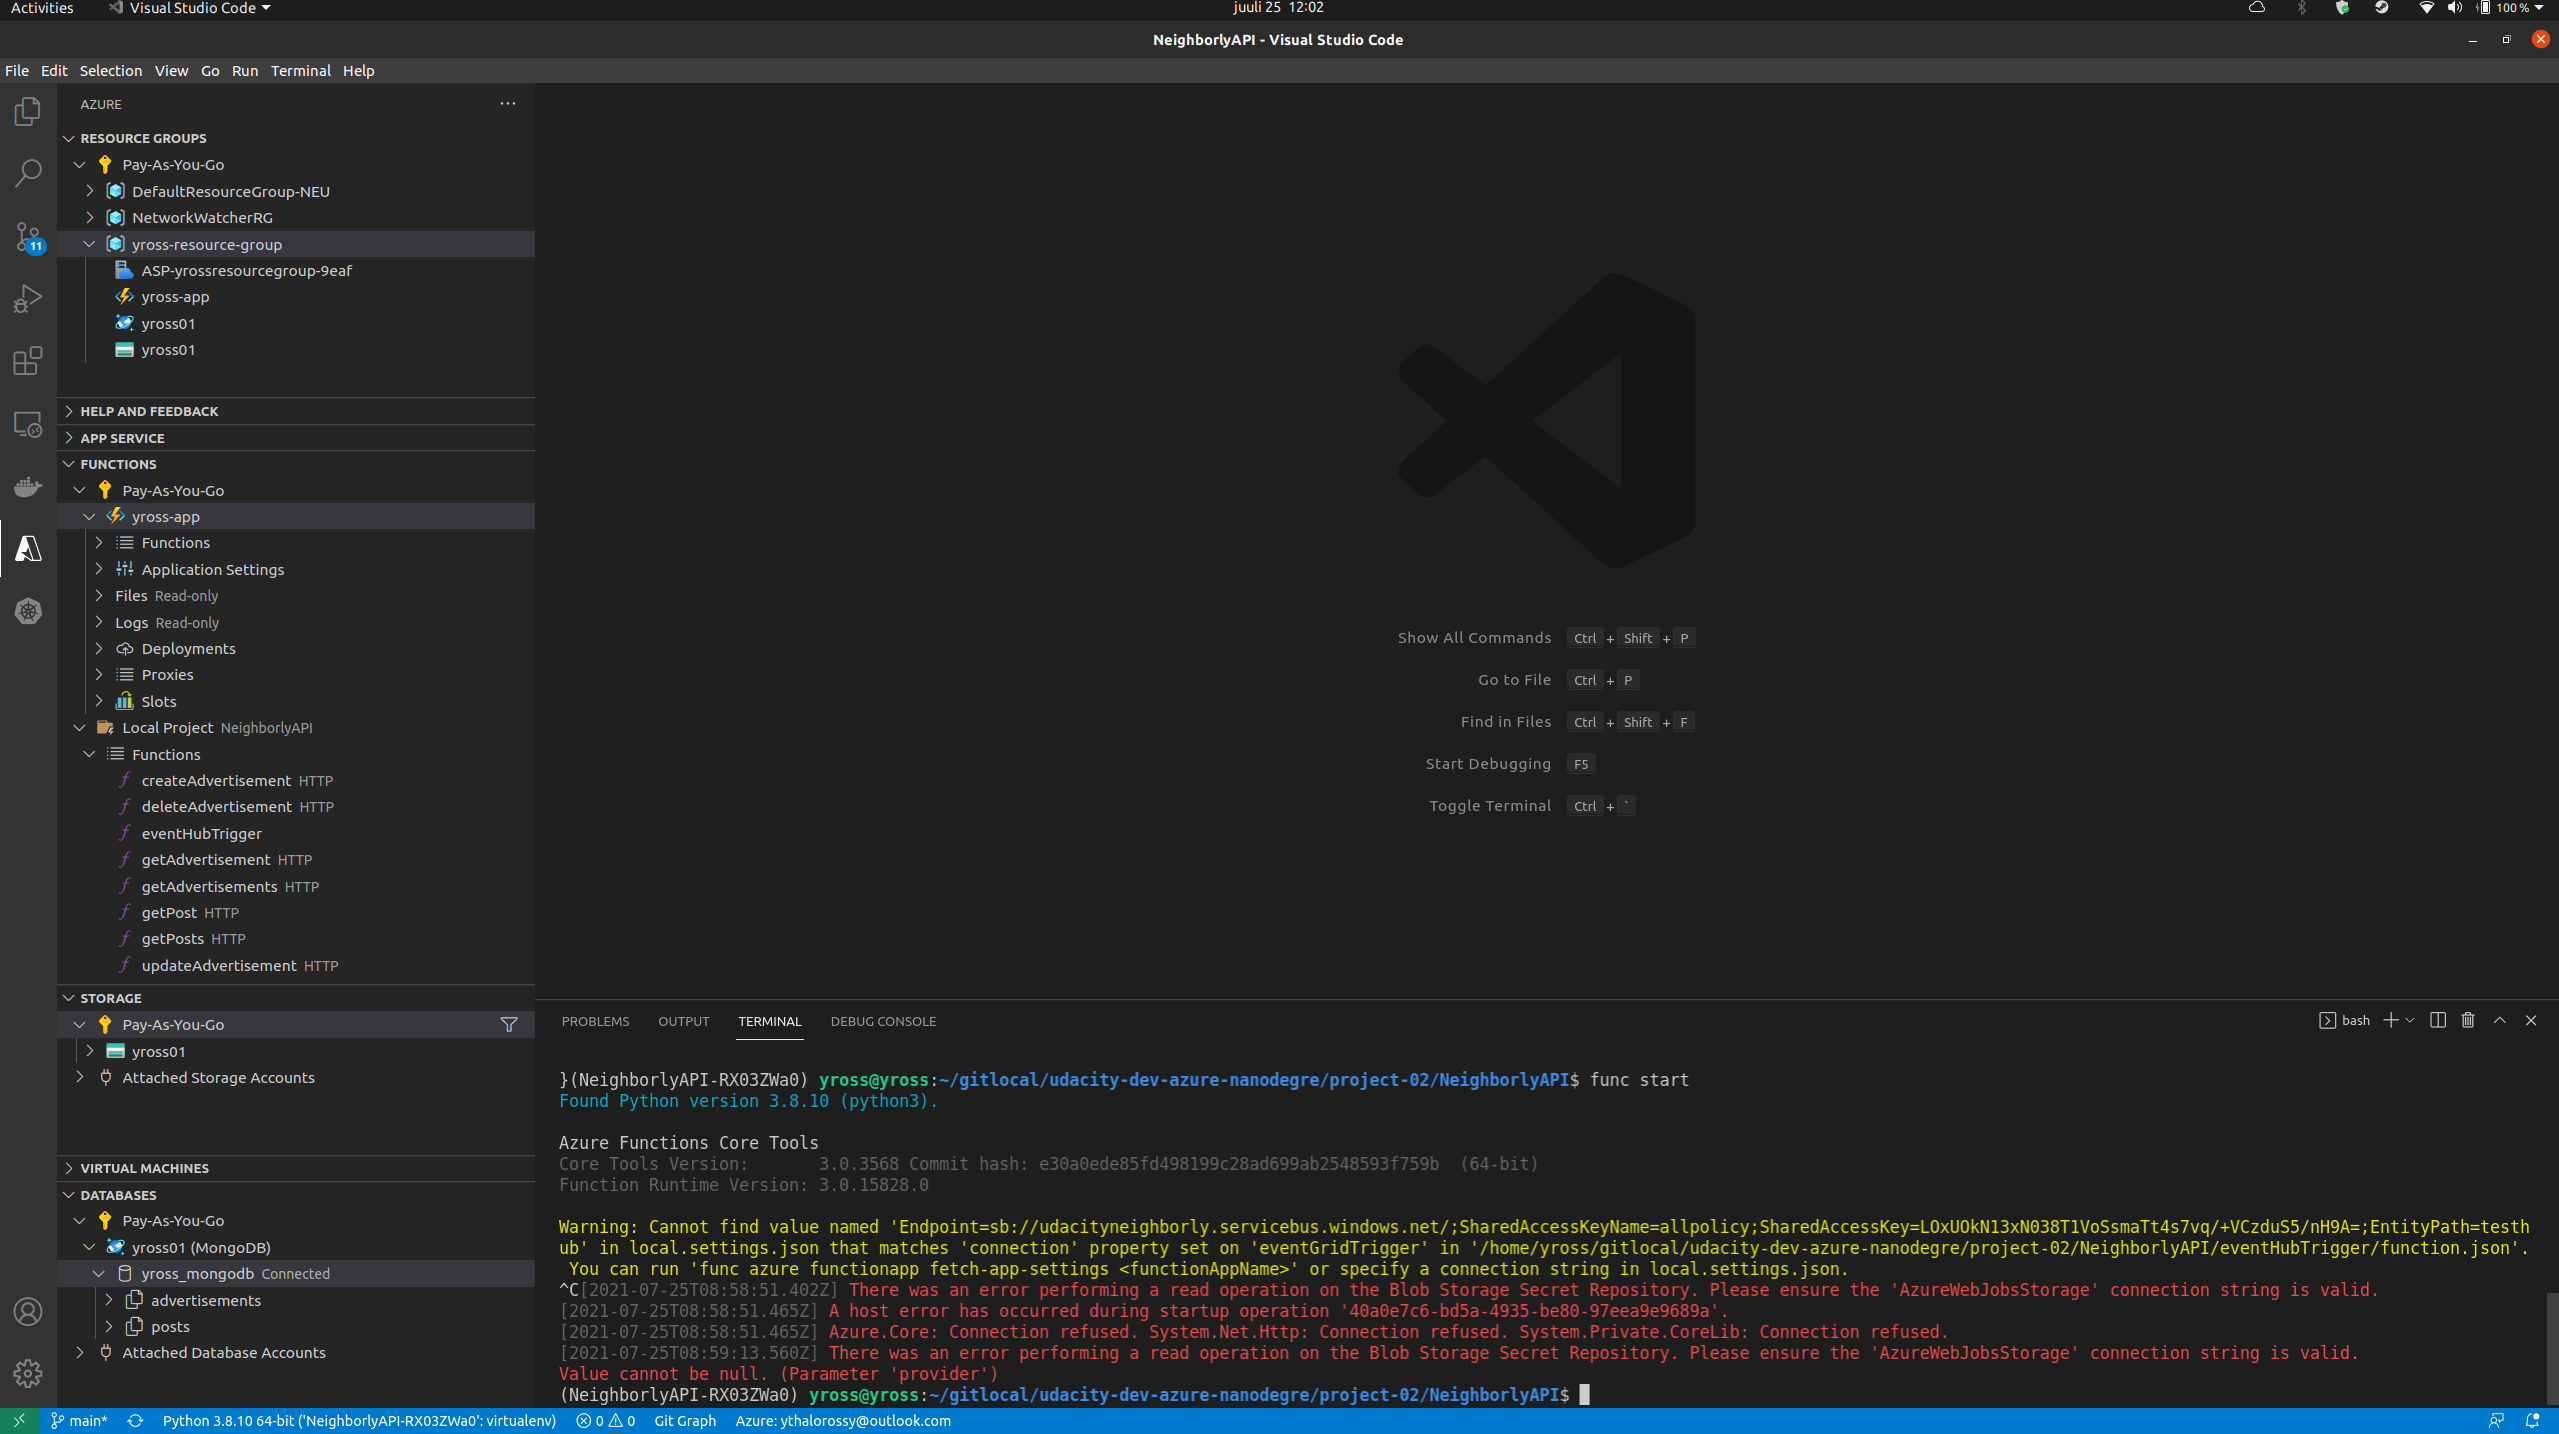 Activities
Visual Studio Code
juuli 25 12:02
100 %
NeighborlyAPI - Visual Studio Code
File Edit Selection View Go Run Terminal Help
AZURE
RESOURCE GROUPS
Pay-As-You-Go
DefaultResourceGroup-NEU
NetworkWatcherRG
yross-resource-group
ASP-yrossresourcegroup-9eaf
yross-app
yross01
yross01
HELP AND FEEDBACK
APP SERVICE
FUNCTIONS
Pay-As-You-Go
yross-app
Functions
Application Settings
Files Read-only
Logs Read-only
Deployments
Proxies
Slots
Local Project NeighborlyAPI
Functions
createAdvertisement HTTP
deleteAdvertisement HTTP
eventHubTrigger
getAdvertisement HTTP
getAdvertisements HTTP
getPost HTTP
getPosts HTTP
updateAdvertisement HTTP
STORAGE
Pay-As-You-Go
yross01
Attached Storage Accounts
VIRTUAL MACHINES
DATABASES
Pay-As-You-Go
yross01 (MongoDB)
yross_mongodb Connected
advertisements
posts
Attached Database Accounts
11
Show All Commands Ctrl + Shift + P
Go to File Ctrl + P
Find in Files Ctrl + Shift + F
Start Debugging F5
Toggle Terminal Ctrl + `
PROBLEMS OUTPUT TERMINAL DEBUG CONSOLE
bash
}(NeighborlyAPI-RX03ZWa0) yross@yross:~/gitlocal/udacity-dev-azure-nanodegre/project-02/NeighborlyAPI$ func start
Found Python version 3.8.10 (python3).
Azure Functions Core Tools
Core Tools Version: 3.0.3568 Commit hash: e30a0ede85fd498199c28ad699ab2548593f759b (64-bit)
Function Runtime Version: 3.0.15828.0
Warning: Cannot find value named 'Endpoint=sb://udacityneighborly.servicebus.windows.net/;SharedAccessKeyName=allpolicy;SharedAccessKey=LOxUOkN13xN038T1VoSsmaTt4s7vq/+VCzduS5/nH9A=;EntityPath=testh
ub' in local.settings.json that matches 'connection' property set on 'eventGridTrigger' in '/home/yross/gitlocal/udacity-dev-azure-nanodegre/project-02/NeighborlyAPI/eventHubTrigger/function.json'.
You can run 'func azure functionapp fetch-app-settings <functionAppName>' or specify a connection string in local.settings.json.
^C[2021-07-25T08:58:51.402Z] There was an error performing a read operation on the Blob Storage Secret Repository. Please ensure the 'AzureWebJobsStorage' connection string is valid.
[2021-07-25T08:58:51.465Z] A host error has occurred during startup operation '40a0e7c6-bd5a-4935-be80-97eea9e9689a'.
[2021-07-25T08:58:51.465Z] Azure.Core: Connection refused. System.Net.Http: Connection refused. System.Private.CoreLib: Connection refused.
[2021-07-25T08:59:13.560Z] There was an error performing a read operation on the Blob Storage Secret Repository. Please ensure the 'AzureWebJobsStorage' connection string is valid.
Value cannot be null. (Parameter 'provider')
(NeighborlyAPI-RX03ZWa0) yross@yross:~/gitlocal/udacity-dev-azure-nanodegre/project-02/NeighborlyAPI$
main* Python 3.8.10 64-bit ('NeighborlyAPI-RX03ZWa0': virtualenv) 0 0 Git Graph Azure: ythalorossy@outlook.com